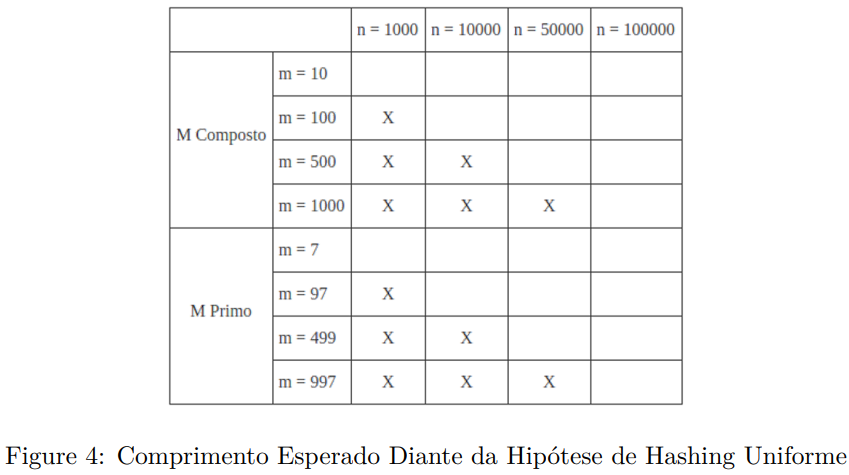 n = 1000 n = 10000 n = 50000 n = 100000
m = 10
m = 100 X
M Composto
m = 500 X X
m = 1000 X X X
m = 7
m = 97 X
M Primo
m = 499 X X
m = 997 X X X
Figure 4: Comprimento Esperado Diante da Hipótese de Hashing Uniforme